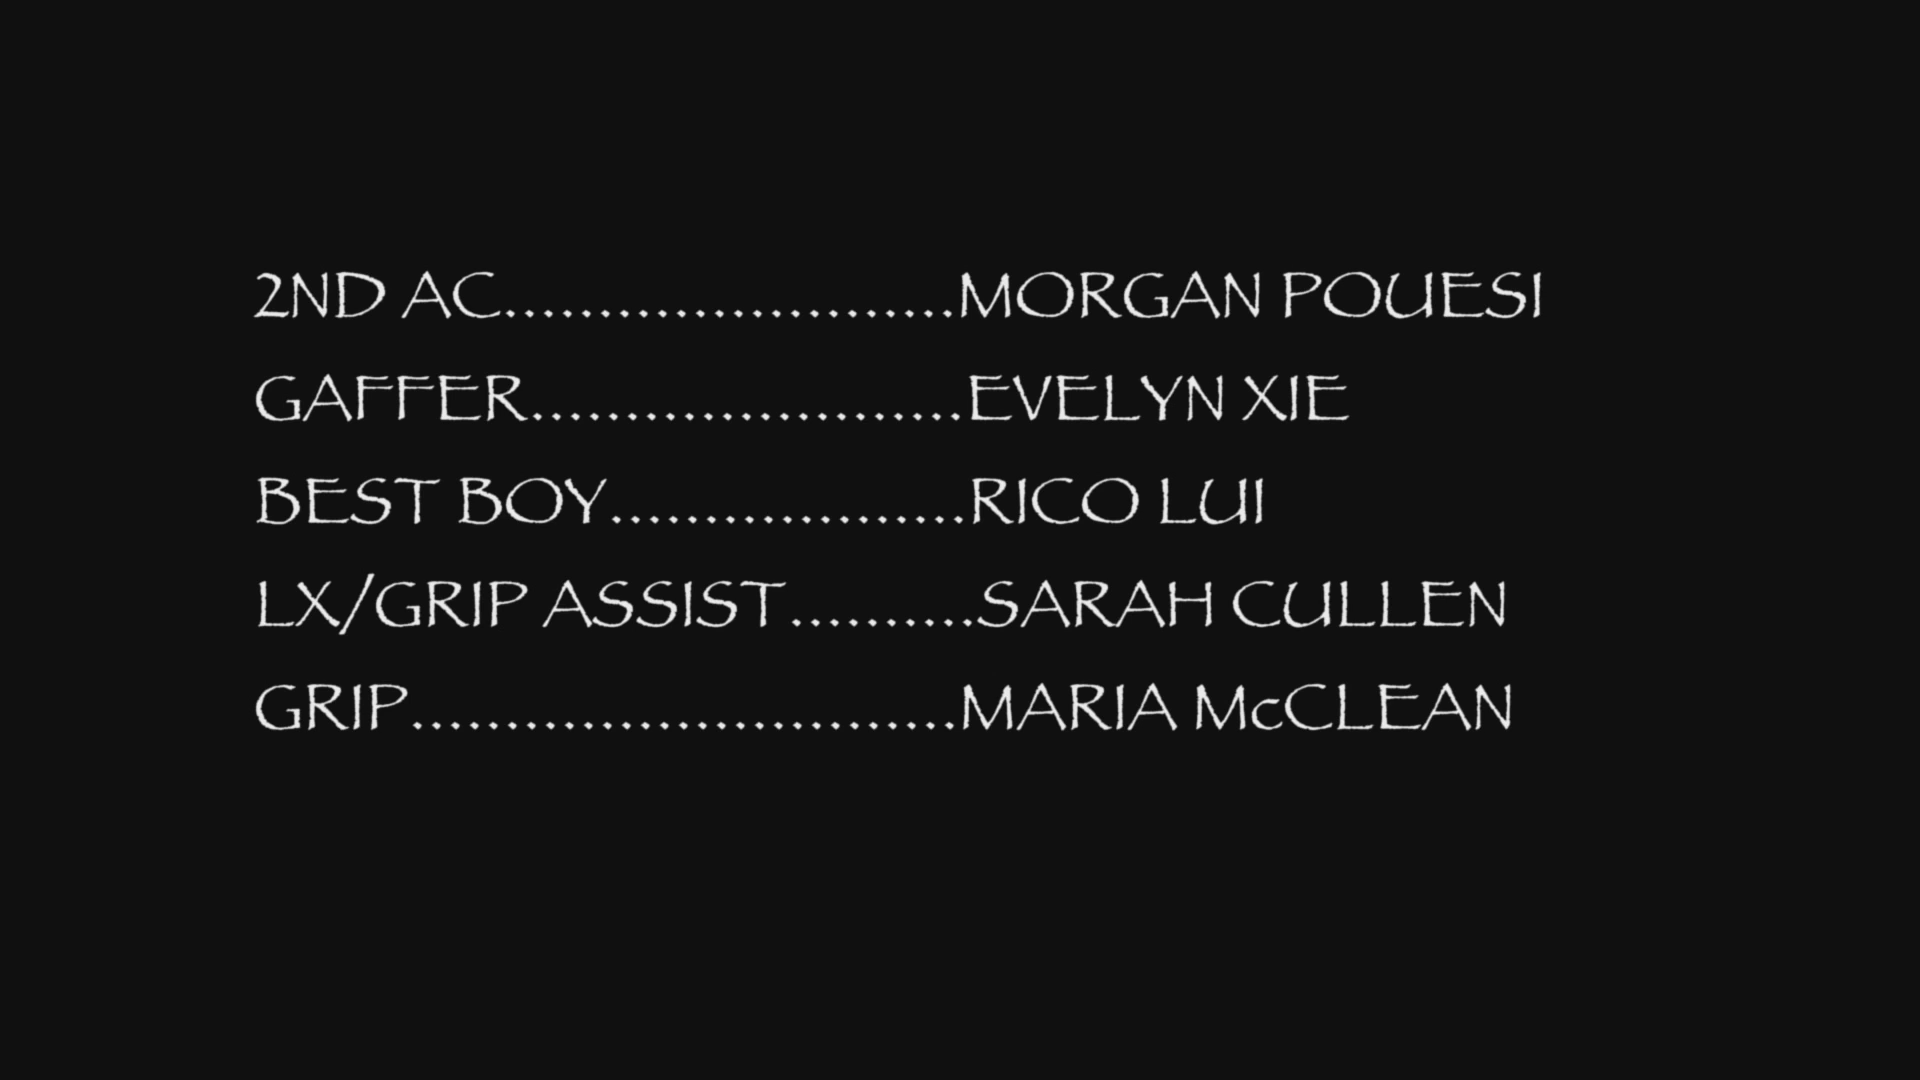 2ND AC........................MORGAN POUESI
GAFFER.......................EVELYN XIE
BEST BOY...................RICO LUI
LX/GRIP ASSIST..........SARAH CULLEN
GRIP.............................MARIA McCLEAN